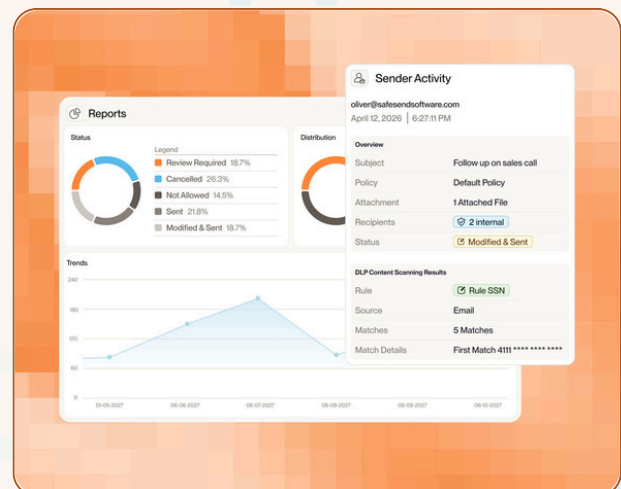 Reports
Status
Legend
Review Required 18.7%
Cancelled 26.3%
Not Allowed 14.5%
Sent 21.8%
Modified & Sent 18.7%
Distribution
Trends
240
180
120
60
0
01-05-2027
06-06-2027
06-07-2027
06-08-2027
06-09-2027
06-10-2027
Sender Activity
oliver@safesendsoftware.com
April 12, 2026 | 6:27:11 PM
Overview
Subject Follow up on sales call
Policy Default Policy
Attachment 1 Attached File
Recipients 2 internal
Status Modified & Sent
DLP Content Scanning Results
Rule Rule SSN
Source Email
Matches 5 Matches
Match Details First Match 4111 **** **** ****